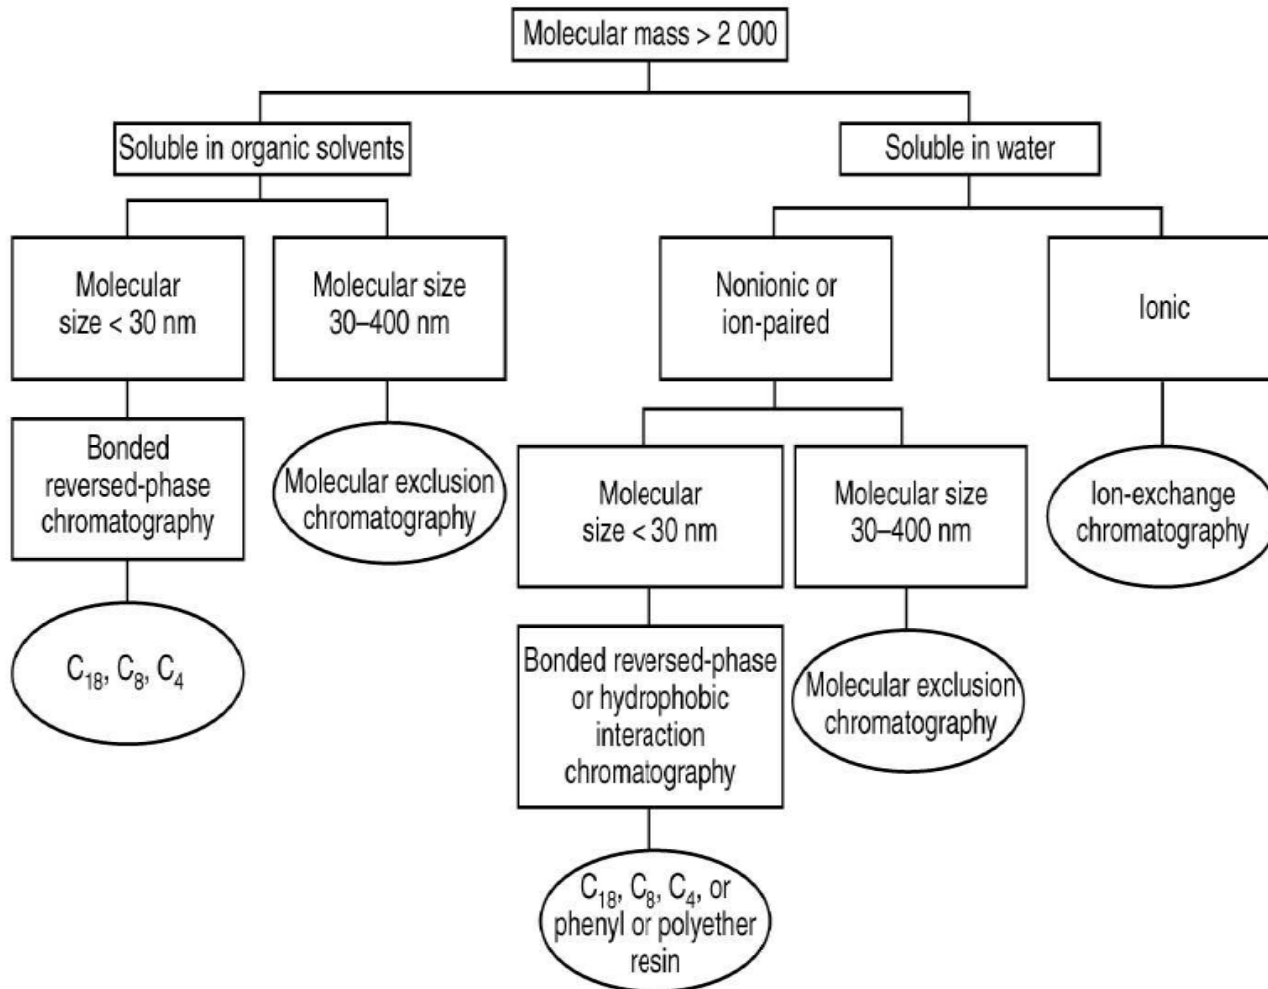 Molecular mass > 2 000
Soluble in organic solvents
Soluble in water
Molecular
size < 30 nm
Molecular size
30–400 nm
Nonionic or
ion-paired
Ionic
Bonded
reversed-phase
chromatography
Molecular exclusion
chromatography
Molecular
size < 30 nm
Molecular size
30–400 nm
Ion-exchange
chromatography
C₁₈, C₈, C₄
Bonded reversed-phase
or hydrophobic
interaction
chromatography
Molecular exclusion
chromatography
C₁₈, C₈, C₄, or
phenyl or polyether
resin